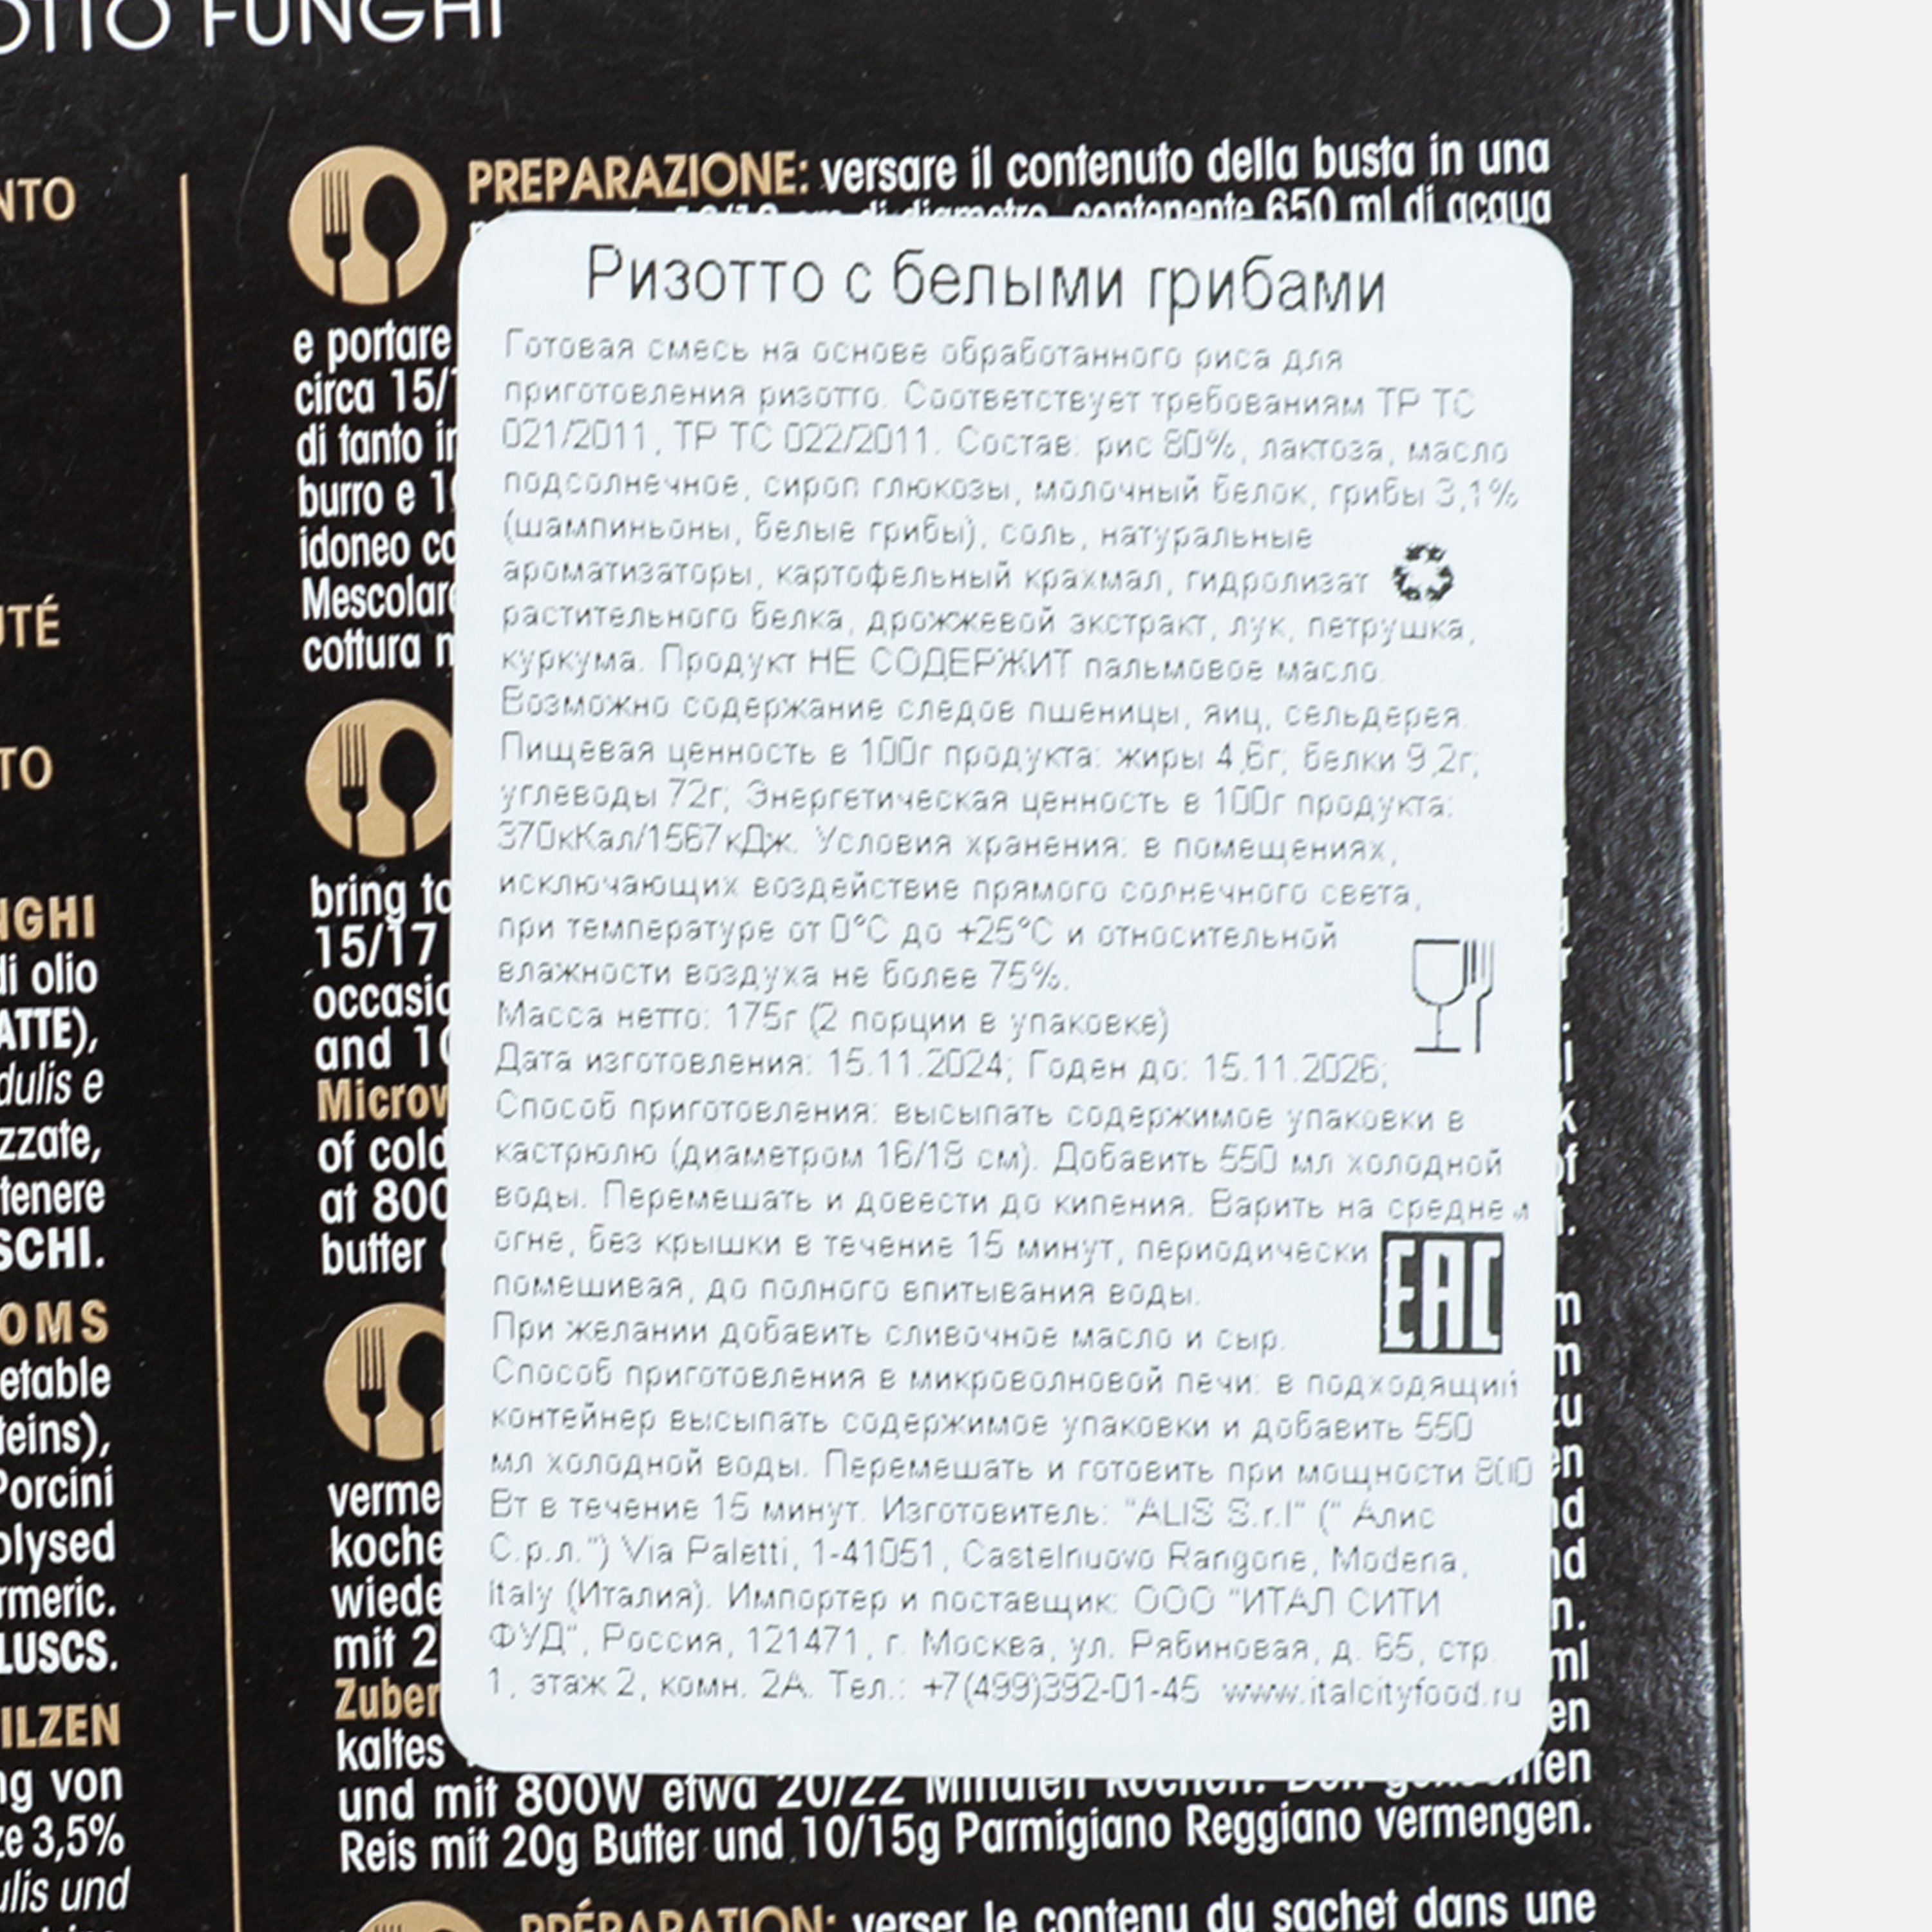 OTTO FUNGHI
PREPARAZIONE: versare il contenuto della busta in una
di diametro, contenente 650 ml di acqua
e portare
circa 15/
di tanto in
burro e
idoneo
Mescolare
cottura
bring to
15/17
and
of cold
at 800
butter
mit
kaltes
und mit 800W etwa 20/22 Minuten kochen.
Reis mit 20g Butter und 10/15g Parmigiano Reggiano vermengen.
PRÉPARATION: verser le contenu du sachet dans une
NTO
UTÉ
TO
NGHI
di olio
ATTE),
dulis e
zzate,
tenere
SCHI.
OMS
etable
teins),
Porcini
olysed
rmeric.
LUSCS.
ILZEN
ng von
ze 3,5%
ulis und
Ризотто с белыми грибами
Готовая смесь на основе обработанного риса для
приготовления ризотто. Соответствует требованиям ТР ТС
021/2011, ТР ТС 022/2011. Состав: рис 80%, лактоза, масло
подсолнечное, сироп глюкозы, молочный белок, грибы 3,1%
(шампиньоны, белые грибы), соль, натуральные
ароматизаторы, картофельный крахмал, гидролизат
растительного белка, дрожжевой экстракт, лук, петрушка,
куркума. Продукт НЕ СОДЕРЖИТ пальмовое масло.
Возможно содержание следов пшеницы, яиц, сельдерея.
Пищевая ценность в 100г продукта: жиры 4,6г; белки 9,2г;
углеводы 72г; Энергетическая ценность в 100г продукта:
370кКал/1567кДж. Условия хранения: в помещениях,
исключающих воздействие прямого солнечного света,
при температуре от 0°С до +25°С и относительной
влажности воздуха не более 75%.
Масса нетто: 175г (2 порции в упаковке)
Дата изготовления: 15.11.2024; Годен до: 15.11.2026;
Способ приготовления: высыпать содержимое упаковки в
кастрюлю (диаметром 16/18 см). Добавить 550 мл холодной
воды. Перемешать и довести до кипения. Варить на среднем
огне, без крышки в течение 15 минут, периодически
помешивая, до полного впитывания воды.
При желании добавить сливочное масло и сыр.
Способ приготовления в микроволновой печи: в подходящий
контейнер высыпать содержимое упаковки и добавить 550
мл холодной воды. Перемешать и готовить при мощности 800
Вт в течение 15 минут. Изготовитель: "ALIS S.r.l" (" Алис
С.р.л.") Via Paletti, 1-41051, Castelnuovo Rangone, Modena,
Italy (Италия). Импортер и поставщик: ООО "ИТАЛ СИТИ
ФУД", Россия, 121471, г. Москва, ул. Рябиновая, д. 65, стр.
1, этаж 2, комн. 2А. Тел.: +7(499)392-01-45 www.italcityfood.ru
EAC